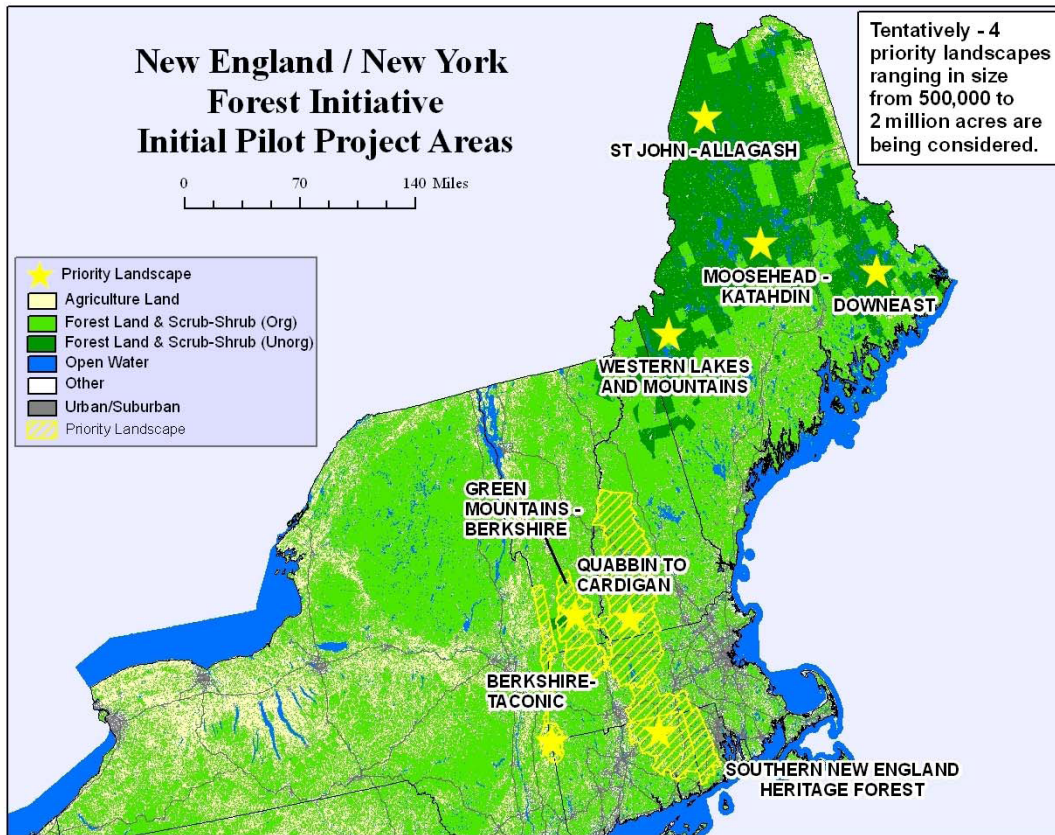 New England / New York
Forest Initiative
Initial Pilot Project Areas
0 70 140 Miles
Tentatively - 4
priority landscapes
ranging in size
from 500,000 to
2 million acres are
being considered.
Priority Landscape
Agriculture Land
Forest Land & Scrub-Shrub (Org)
Forest Land & Scrub-Shrub (Unorg)
Open Water
Other
Urban/Suburban
Priority Landscape
ST JOHN - ALLAGASH
MOOSEHEAD -
KATAHDIN
DOWNEAST
WESTERN LAKES
AND MOUNTAINS
GREEN
MOUNTAINS -
BERKSHIRE
QUABBIN TO
CARDIGAN
BERKSHIRE-
TACONIC
SOUTHERN NEW ENGLAND
HERITAGE FOREST